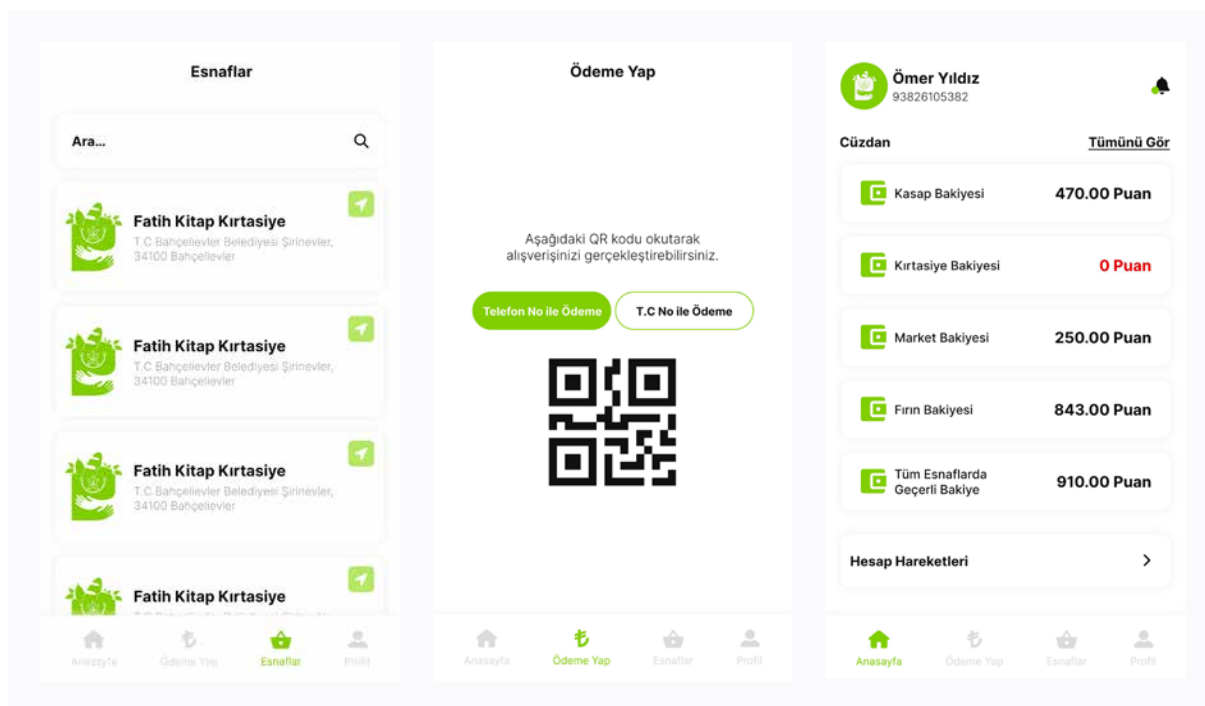 Esnaflar
Ara...
Fatih Kitap Kırtasiye
T.C Bahçelievler Belediyesi Şirinevler,
34100 Bahçelievler
Fatih Kitap Kırtasiye
T.C Bahçelievler Belediyesi Şirinevler,
34100 Bahçelievler
Fatih Kitap Kırtasiye
T.C Bahçelievler Belediyesi Şirinevler,
34100 Bahçelievler
Fatih Kitap Kırtasiye
Anasayfa Ödeme Yap Esnaflar Profil
Ödeme Yap
Aşağıdaki QR kodu okutarak
alışverişinizi gerçekleştirebilirsiniz.
Telefon No ile Ödeme T.C No ile Ödeme
Anasayfa Ödeme Yap Esnaflar Profil
Ömer Yıldız
93826105382
Cüzdan Tümünü Gör
Kasap Bakiyesi 470.00 Puan
Kırtasiye Bakiyesi 0 Puan
Market Bakiyesi 250.00 Puan
Fırın Bakiyesi 843.00 Puan
Tüm Esnaflarda
Geçerli Bakiye 910.00 Puan
Hesap Hareketleri
Anasayfa Ödeme Yap Esnaflar Profil